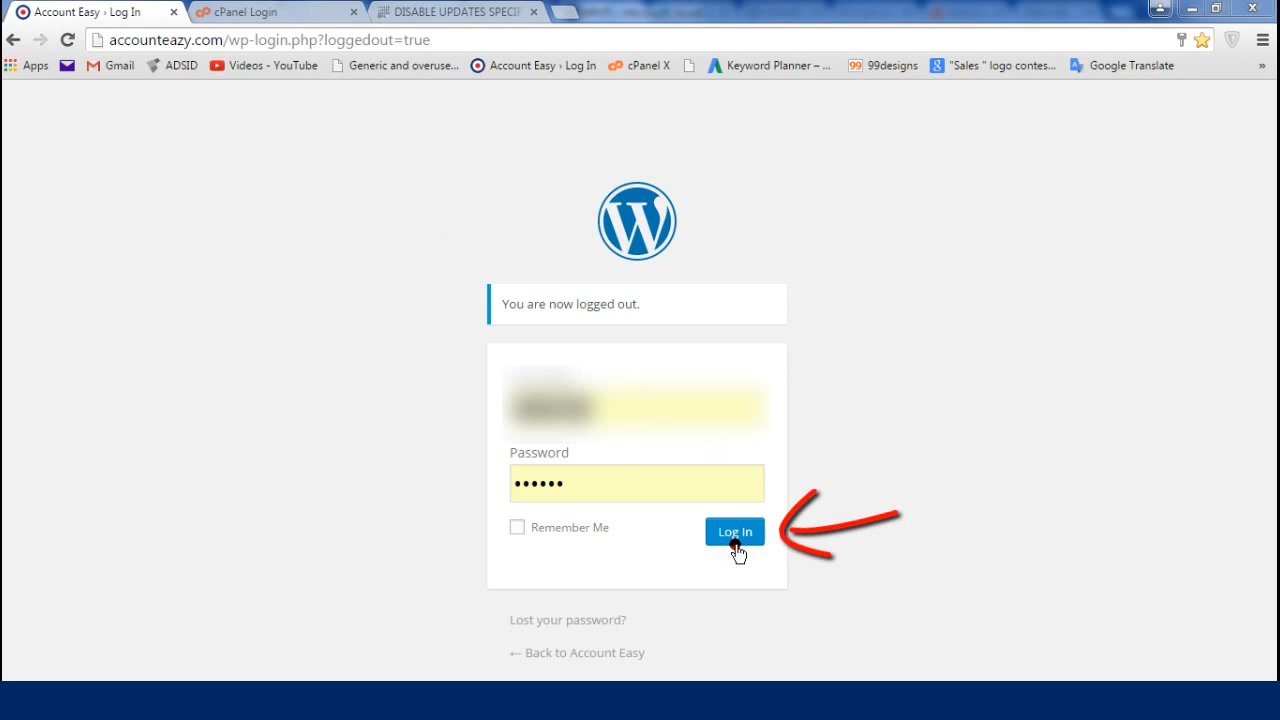 Account Easy › Log In
cPanel Login
DISABLE UPDATES SPECIF
accounteazy.com/wp-login.php?loggedout=true
Apps
Gmail
ADSID
Videos - YouTube
Generic and overuse...
Account Easy › Log In
cPanel X
Keyword Planner – ...
99designs
"Sales " logo contes...
Google Translate
»
You are now logged out.
Password
••••••
Remember Me
Log In
Lost your password?
← Back to Account Easy